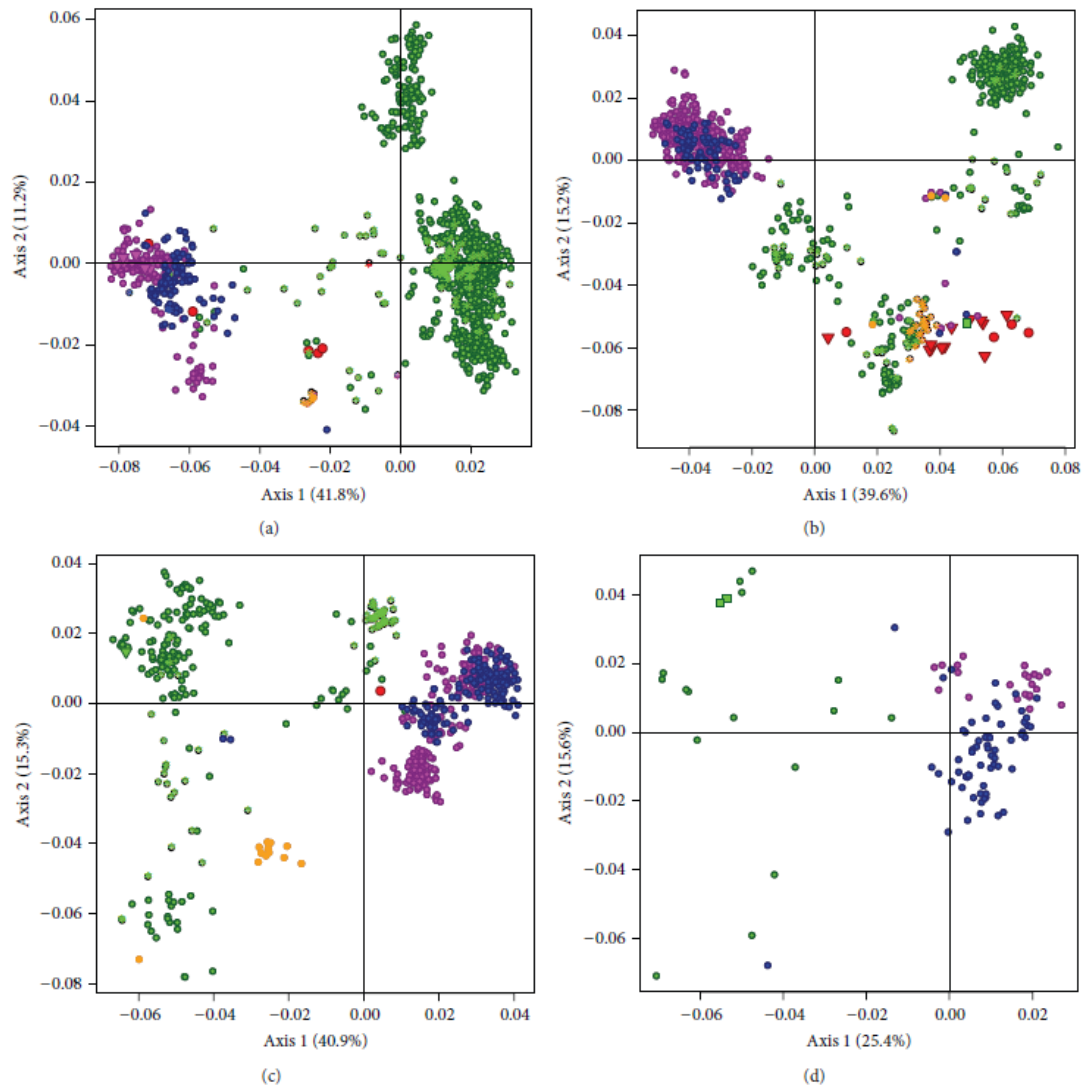 0.06
0.04
0.02
0.00
−0.02
−0.04
Axis 2 (11.2%)
−0.08 −0.06 −0.04 −0.02 0.00 0.02
Axis 1 (41.8%)
(a)
0.04
0.02
0.00
−0.02
−0.04
−0.06
−0.08
Axis 2 (15.2%)
−0.04 −0.02 0.00 0.02 0.04 0.06 0.08
Axis 1 (39.6%)
(b)
0.04
0.02
0.00
−0.02
−0.04
−0.06
−0.08
Axis 2 (15.3%)
−0.06 −0.04 −0.02 0.00 0.02 0.04
Axis 1 (40.9%)
(c)
0.04
0.02
0.00
−0.02
−0.04
−0.06
Axis 2 (15.6%)
−0.06 −0.04 −0.02 0.00 0.02
Axis 1 (25.4%)
(d)